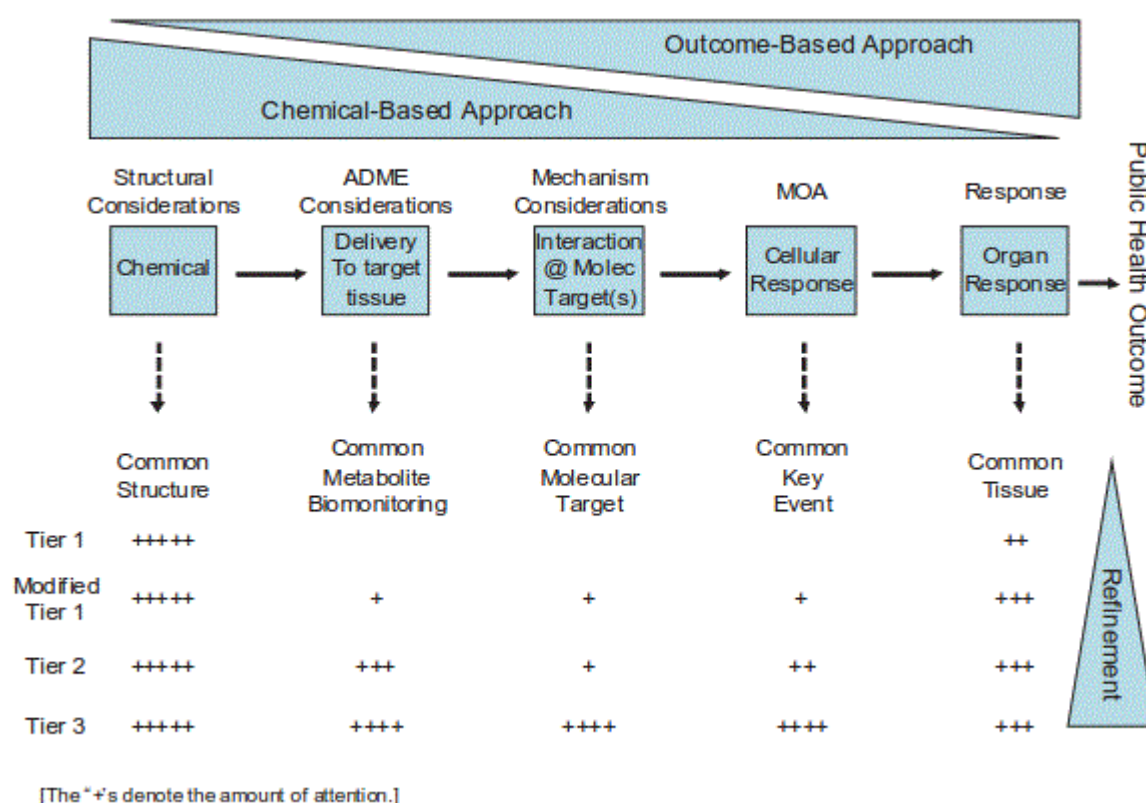 Outcome-Based Approach
Chemical-Based Approach
Structural
Considerations
ADME
Considerations
Mechanism
Considerations
MOA
Response
Chemical
Delivery
To target
tissue
Interaction
@ Molec
Target(s)
Cellular
Response
Organ
Response
Public Health Outcome
Common
Structure
Common
Metabolite
Biomonitoring
Common
Molecular
Target
Common
Key
Event
Common
Tissue
Tier 1 +++++ ++
Modified
Tier 1 +++++ + + + +++
Tier 2 +++++ +++ + ++ +++
Tier 3 +++++ ++++ ++++ ++++ +++
Refinement
[The “+’s denote the amount of attention.]